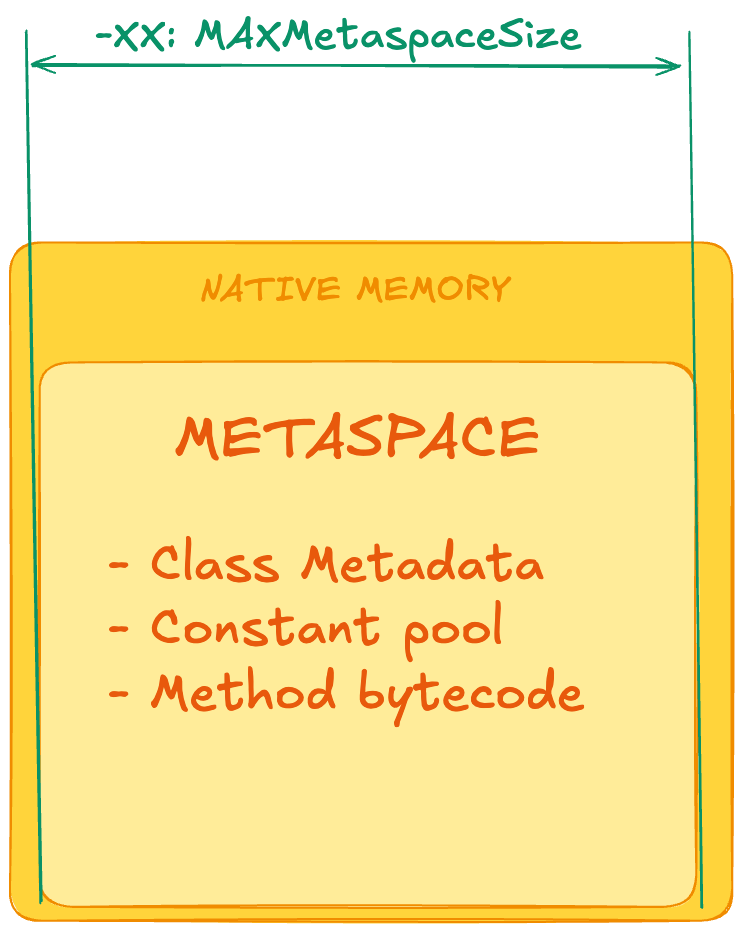 -XX: MAXMetaspaceSize
NATIVE MEMORY
METASPACE
- Class Metadata
- Constant pool
- Method bytecode